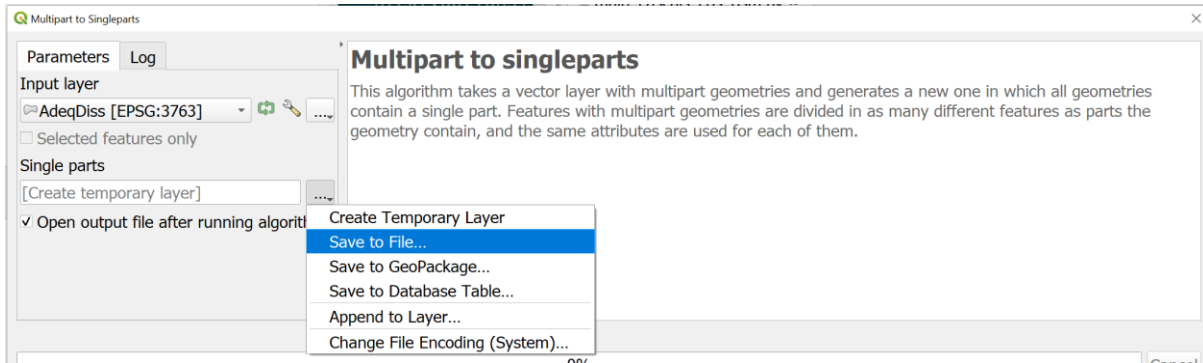 Multipart to Singleparts
Parameters Log
Input layer
AdeqDiss [EPSG:3763]
...
Selected features only
Single parts
[Create temporary layer]
...
Open output file after running algorith
Multipart to singleparts
This algorithm takes a vector layer with multipart geometries and generates a new one in which all geometries
contain a single part. Features with multipart geometries are divided in as many different features as parts the
geometry contain, and the same attributes are used for each of them.
Create Temporary Layer
Save to File...
Save to GeoPackage...
Save to Database Table...
Append to Layer...
Change File Encoding (System)...
0%
Cancel